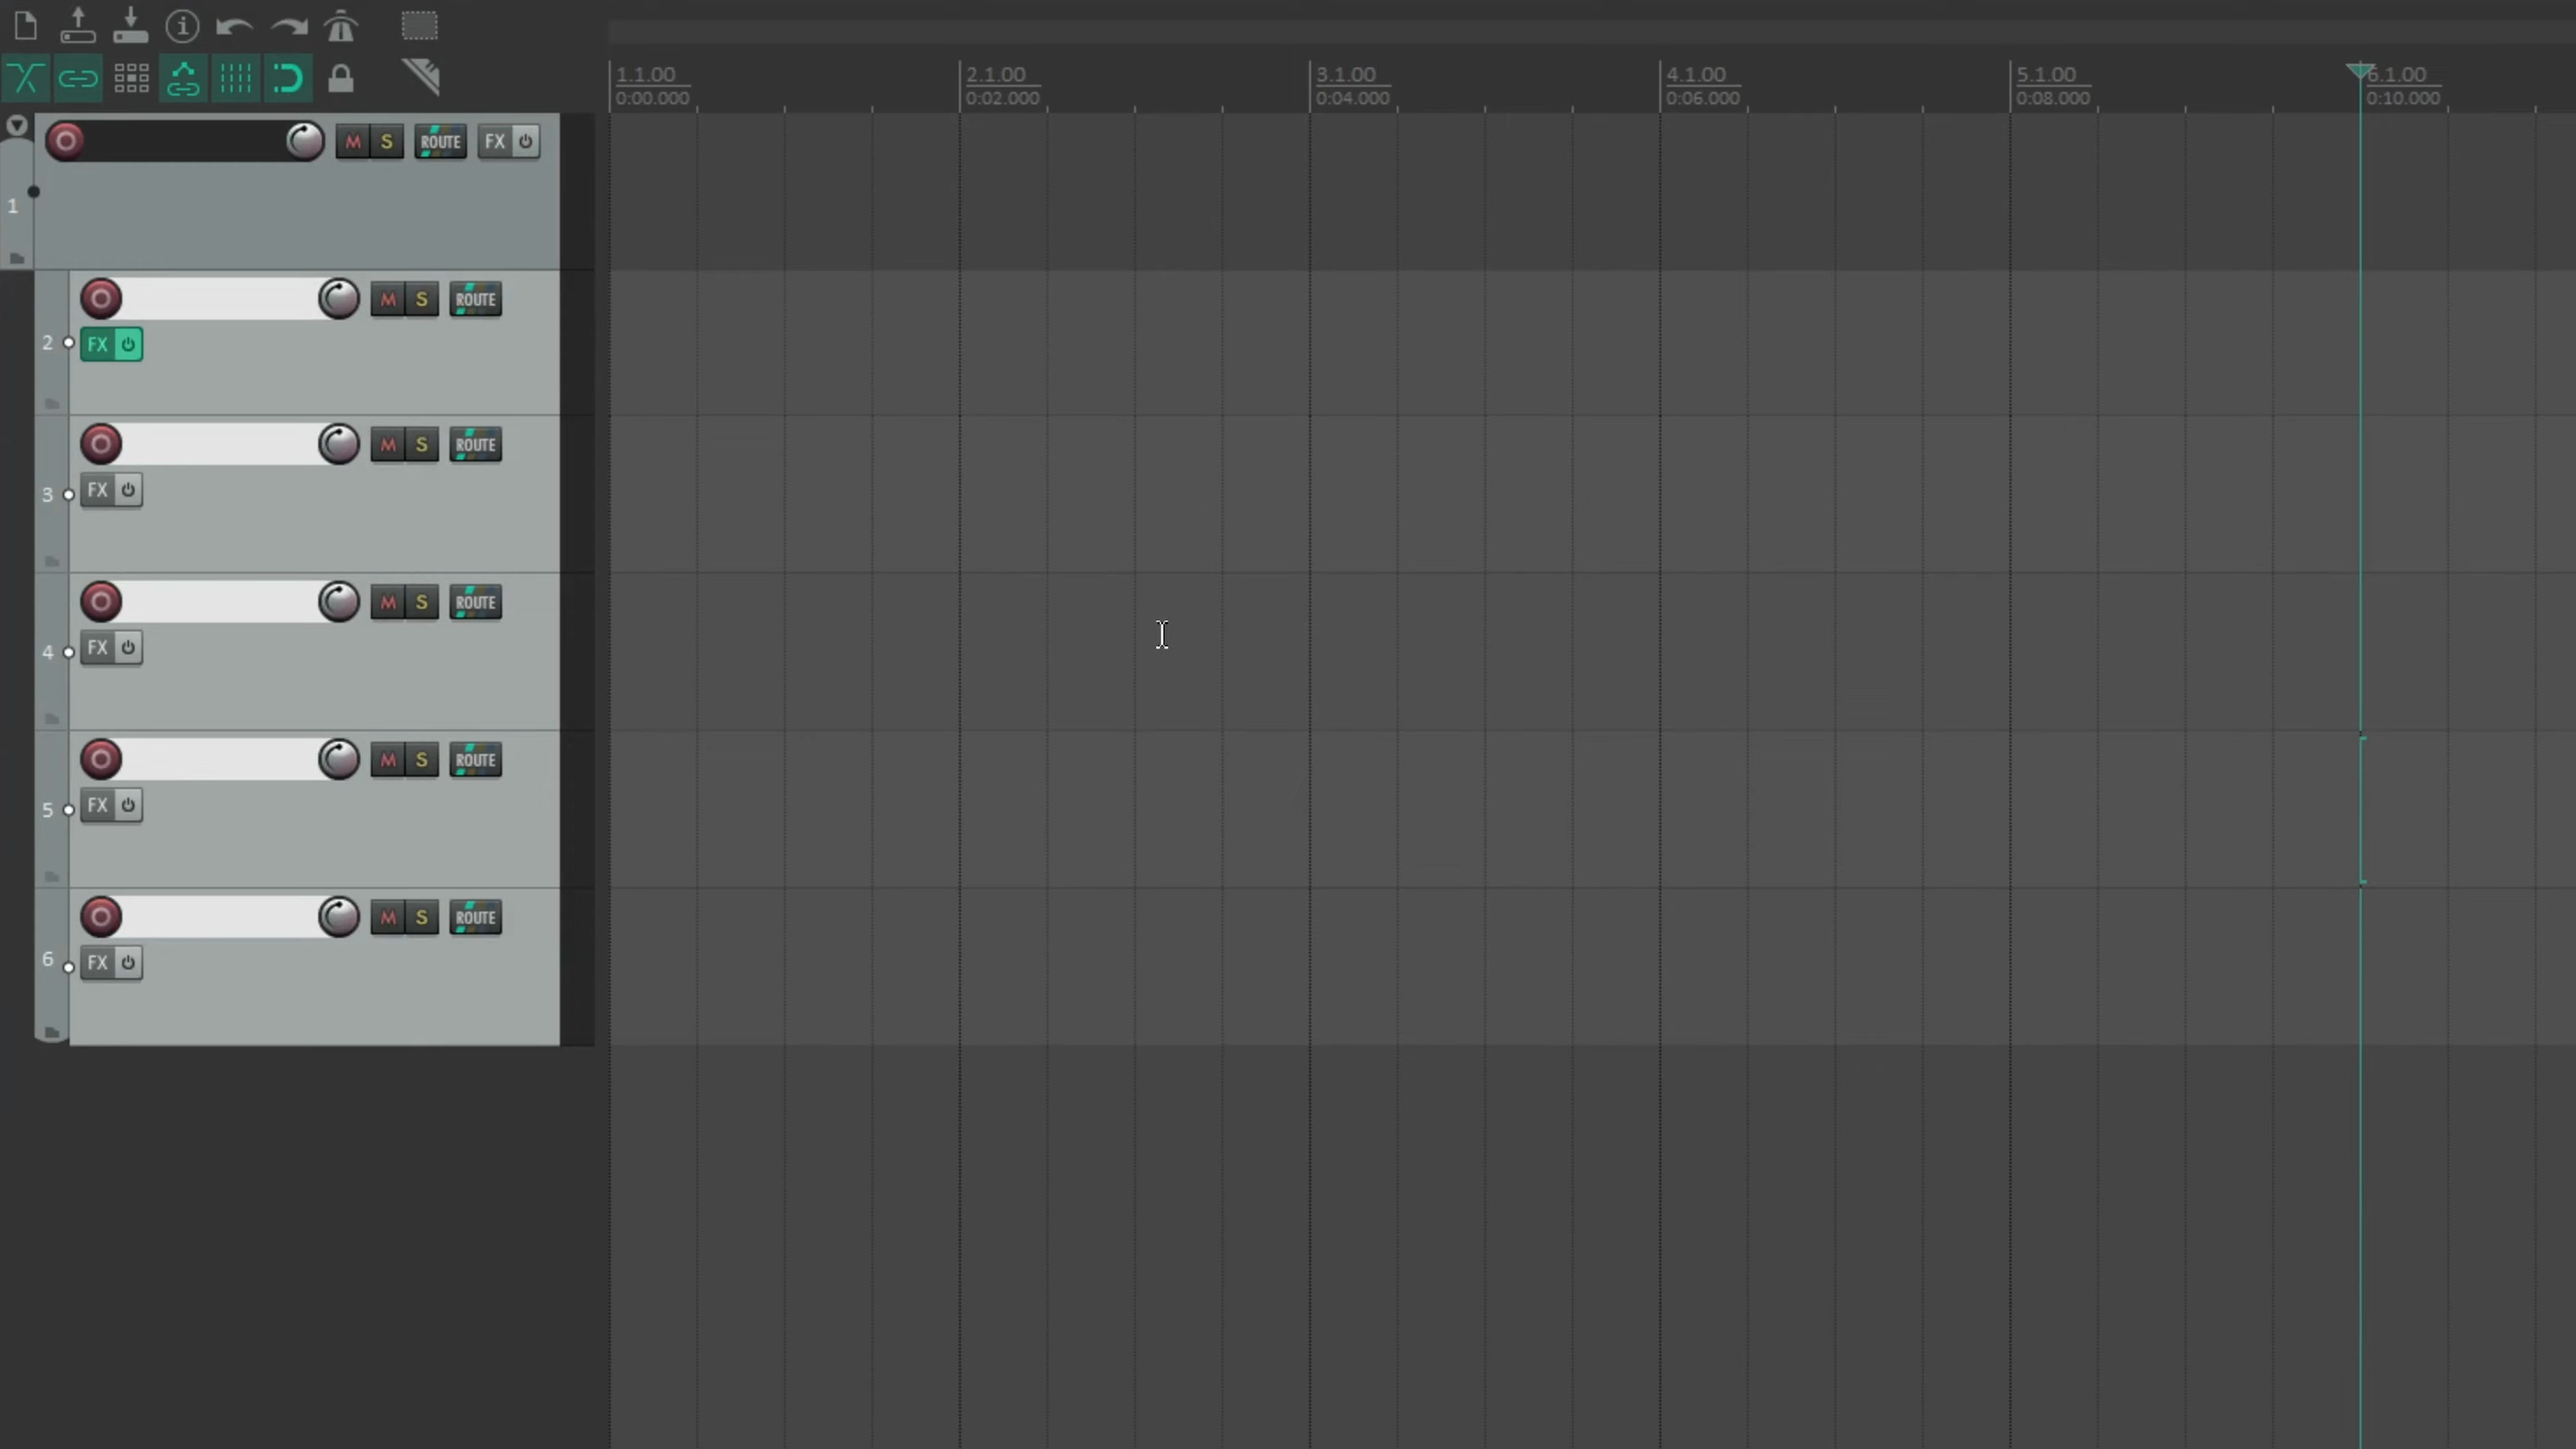 1.1.00 2.1.00 3.1.00 4.1.00 5.1.00 6.1.00
0:00.000 0:02.000 0:04.000 0:06.000 0:08.000 0:10.000
M S ROUTE FX
1
M S ROUTE
2 FX
M S ROUTE
3 FX
M S ROUTE
4 FX
M S ROUTE
5 FX
M S ROUTE
6 FX